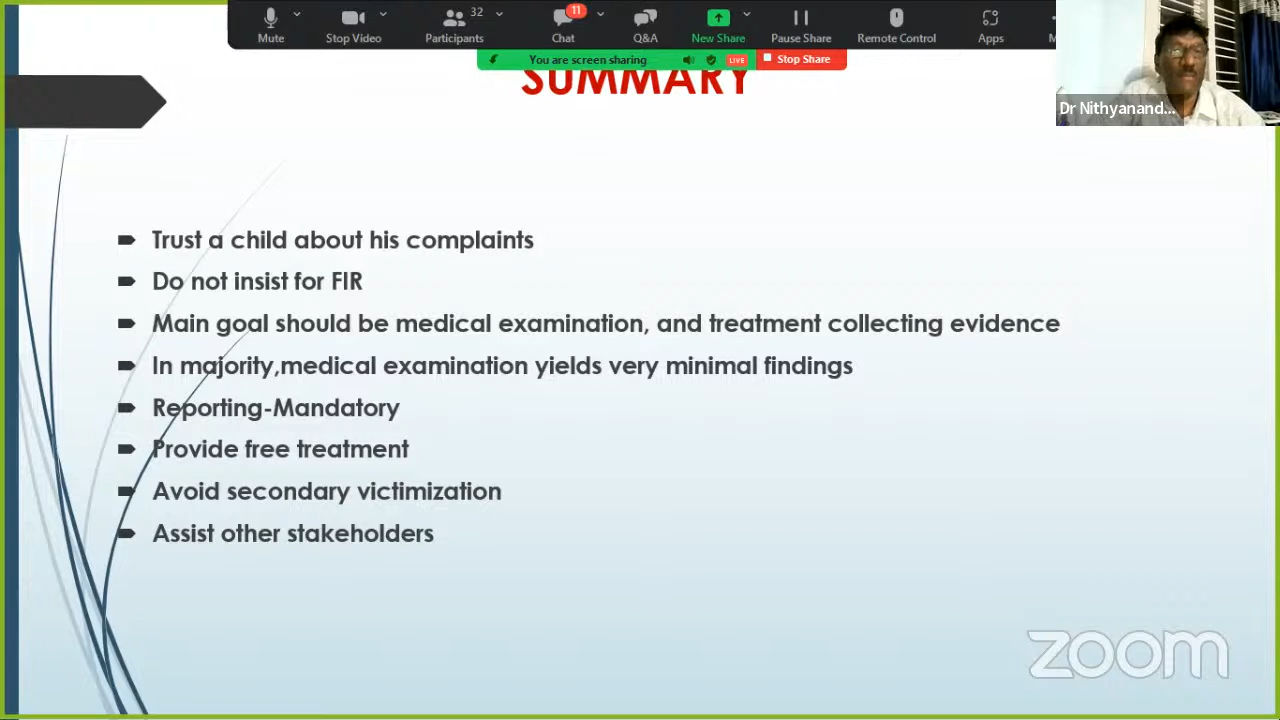 32
11
Mute
Stop Video
Participants
Chat
Q&A
New Share
Pause Share
Remote Control
Apps
You are screen sharing
LIVE
Stop Share
Dr Nithyanand...
SUMMARY
Trust a child about his complaints
Do not insist for FIR
Main goal should be medical examination, and treatment collecting evidence
In majority,medical examination yields very minimal findings
Reporting-Mandatory
Provide free treatment
Avoid secondary victimization
Assist other stakeholders
zoom